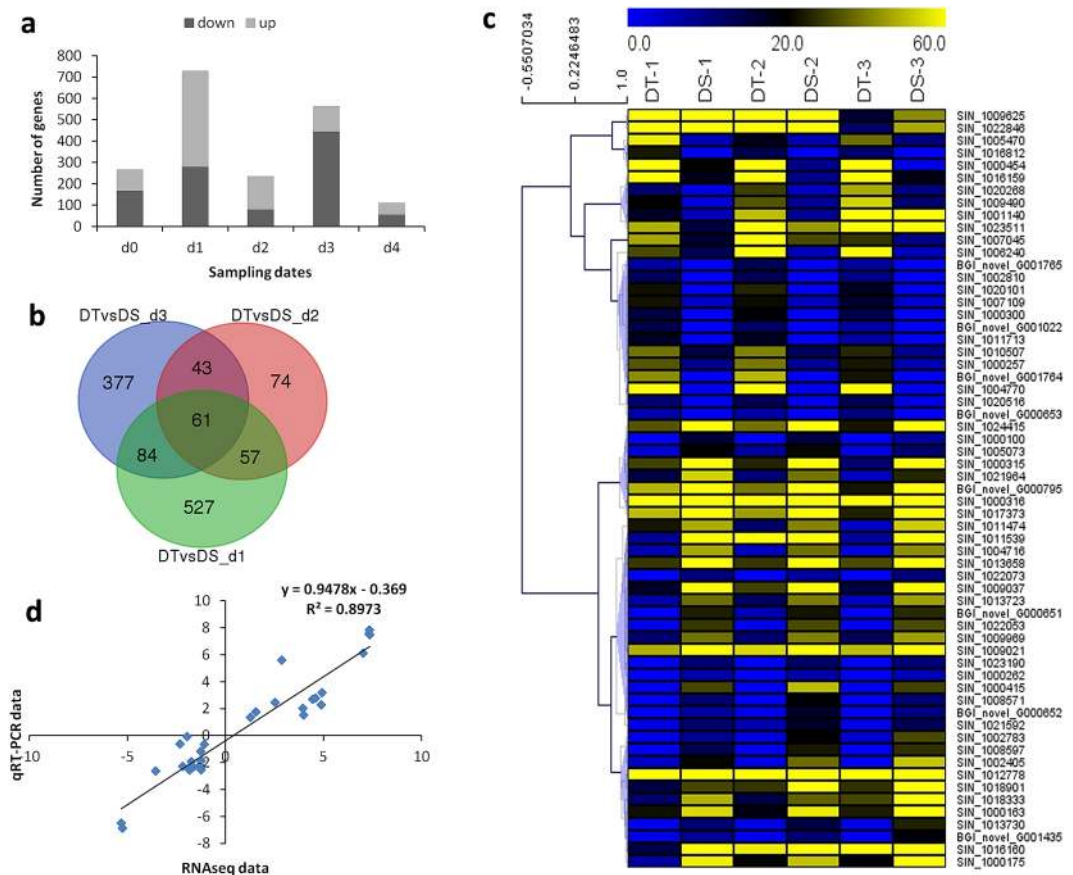 a
down up
Number of genes
800
700
600
500
400
300
200
100
0
d0 d1 d2 d3 d4
Sampling dates
b
DTvsDS_d3 DTvsDS_d2
377 43 74
61
84 57
527
DTvsDS_d1
d
y = 0.9478x - 0.369
R² = 0.8973
qRT-PCR data
10
8
6
4
2
0
-10 -5 0 5 10
-2
-4
-6
-8
RNAseq data
c
0.0 20.0 60.0
-0.5507034
0.2246483
1.0
DT-1 DS-1 DT-2 DS-2 DT-3 DS-3
SIN_1009625
SIN_1022846
SIN_1005470
SIN_1016812
SIN_1000454
SIN_1016159
SIN_1020268
SIN_1009490
SIN_1001140
SIN_1023511
SIN_1007045
SIN_1006240
BGI_novel_G001765
SIN_1002810
SIN_1020101
SIN_1007109
SIN_1000300
BGI_novel_G001022
SIN_1011713
SIN_1010507
SIN_1000257
BGI_novel_G001764
SIN_1004770
SIN_1020516
BGI_novel_G000653
SIN_1024415
SIN_1000100
SIN_1005073
SIN_1000315
SIN_1021964
BGI_novel_G000795
SIN_1000316
SIN_1017373
SIN_1011474
SIN_1011539
SIN_1004716
SIN_1013658
SIN_1022073
SIN_1009037
SIN_1013723
BGI_novel_G000651
SIN_1022053
SIN_1009969
SIN_1009021
SIN_1023190
SIN_1000262
SIN_1000415
SIN_1008571
BGI_novel_G000652
SIN_1021592
SIN_1002783
SIN_1008597
SIN_1002405
SIN_1012778
SIN_1018901
SIN_1018333
SIN_1000163
SIN_1013730
BGI_novel_G001435
SIN_1016160
SIN_1000175